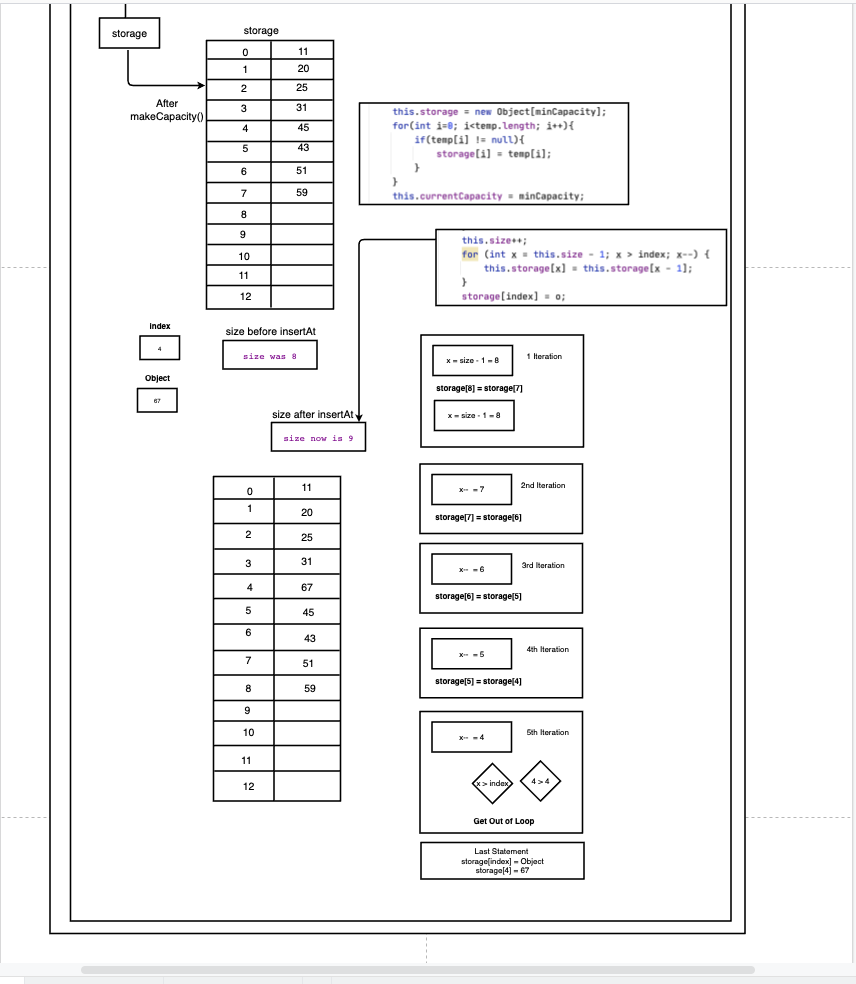 storage
storage
0 11
1 20
2 25
3 31
4 45
5 43
6 51
7 59
8
9
10
11
12
After
makeCapacity()
this.storage = new Object[minCapacity];
for(int i=0; i<temp.length; i++){
if(temp[i] != null){
storage[i] = temp[i];
}
}
this.currentCapacity = minCapacity;
this.size++;
for (int x = this.size - 1; x > index; x--) {
this.storage[x] = this.storage[x - 1];
}
storage[index] = o;
index
4
Object
67
size before insertAt
size was 8
size after insertAt
size now is 9
0 11
1 20
2 25
3 31
4 67
5 45
6 43
7 51
8 59
9
10
11
12
x = size - 1 = 8
1 Iteration
storage[8] = storage[7]
x = size - 1 = 8
x-- = 7
2nd Iteration
storage[7] = storage[6]
x-- = 6
3rd Iteration
storage[6] = storage[5]
x-- = 5
4th Iteration
storage[5] = storage[4]
x-- = 4
5th Iteration
x > index
4 > 4
Get Out of Loop
Last Statement
storage[index] = Object
storage[4] = 67